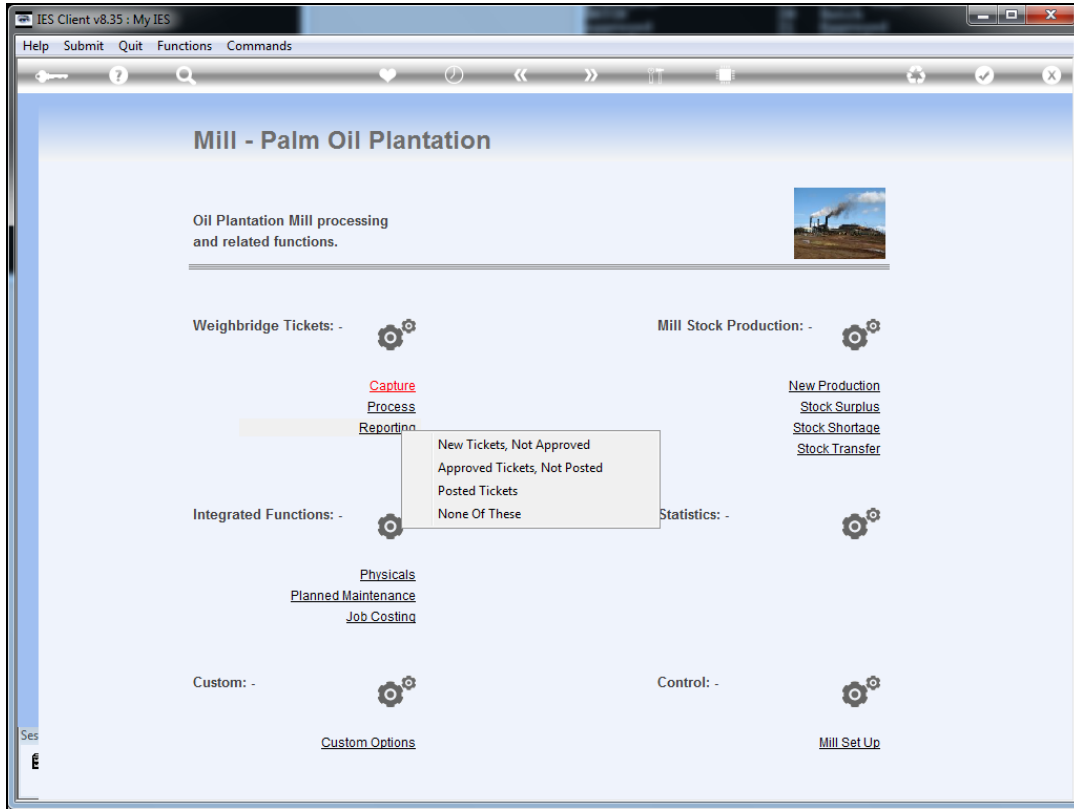 IES Client v8.35 : My IES
Help Submit Quit Functions Commands
Mill - Palm Oil Plantation
Oil Plantation Mill processing
and related functions.
Weighbridge Tickets: -
Capture
Process
Reporting
New Tickets, Not Approved
Approved Tickets, Not Posted
Posted Tickets
None Of These
Mill Stock Production: -
New Production
Stock Surplus
Stock Shortage
Stock Transfer
Integrated Functions: -
Physicals
Planned Maintenance
Job Costing
Statistics: -
Custom: -
Custom Options
Control: -
Mill Set Up
Ses